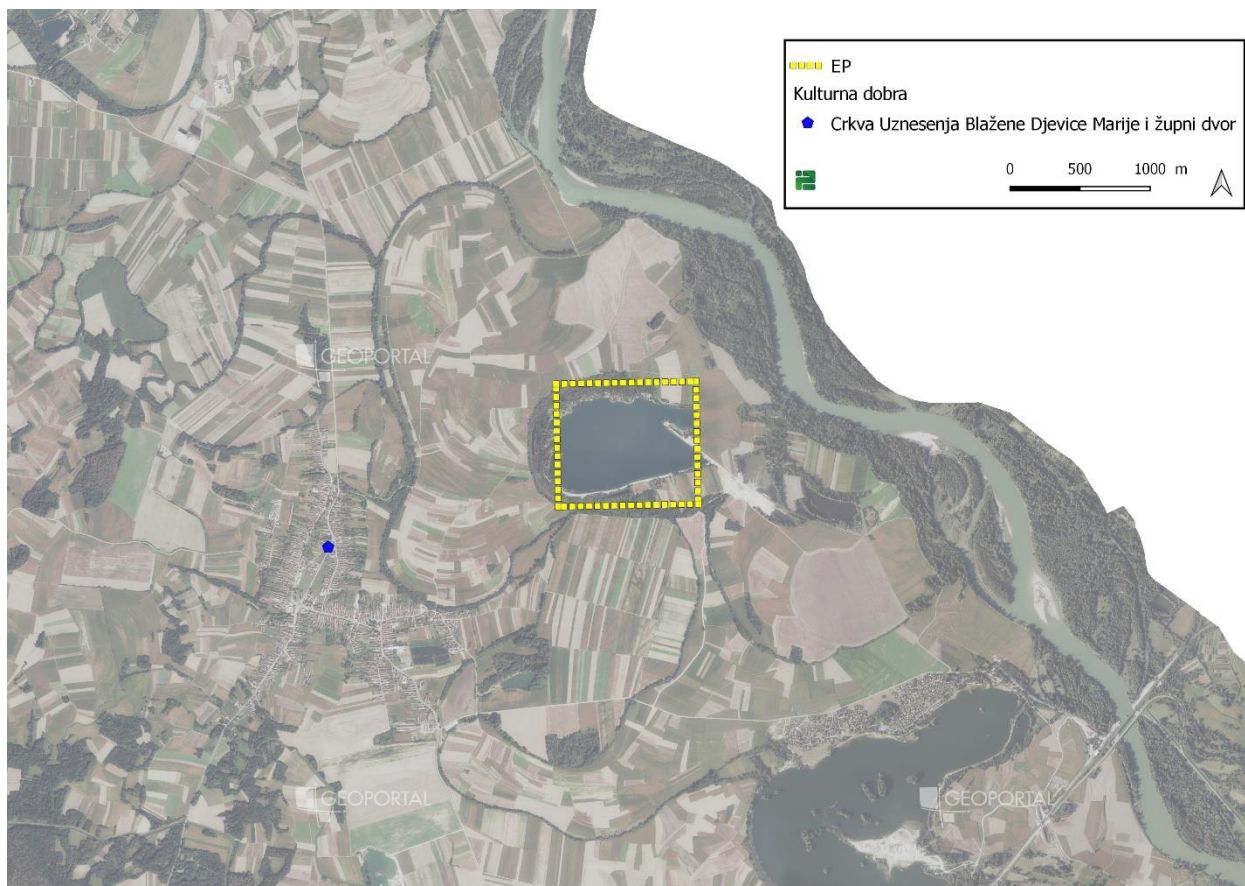 EP
Kulturna dobra
Crkva Uznesenja Blažene Djevice Marije i župni dvor
0 500 1000 m
GEOPORTAL
GEOPORTAL
GEOPORTAL